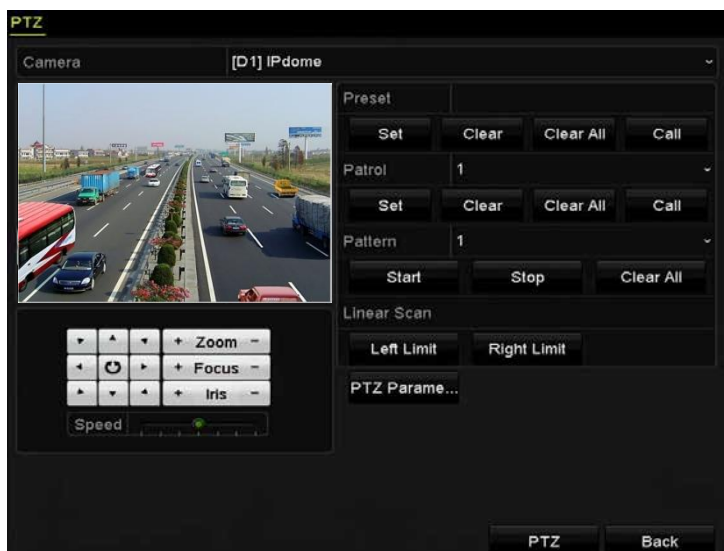 PTZ
Camera [D1] IPdome
Preset
Set Clear Clear All Call
Patrol 1
Set Clear Clear All Call
Pattern 1
Start Stop Clear All
Linear Scan
Left Limit Right Limit
PTZ Parame...
+ Zoom -
+ Focus -
+ Iris -
Speed
PTZ Back